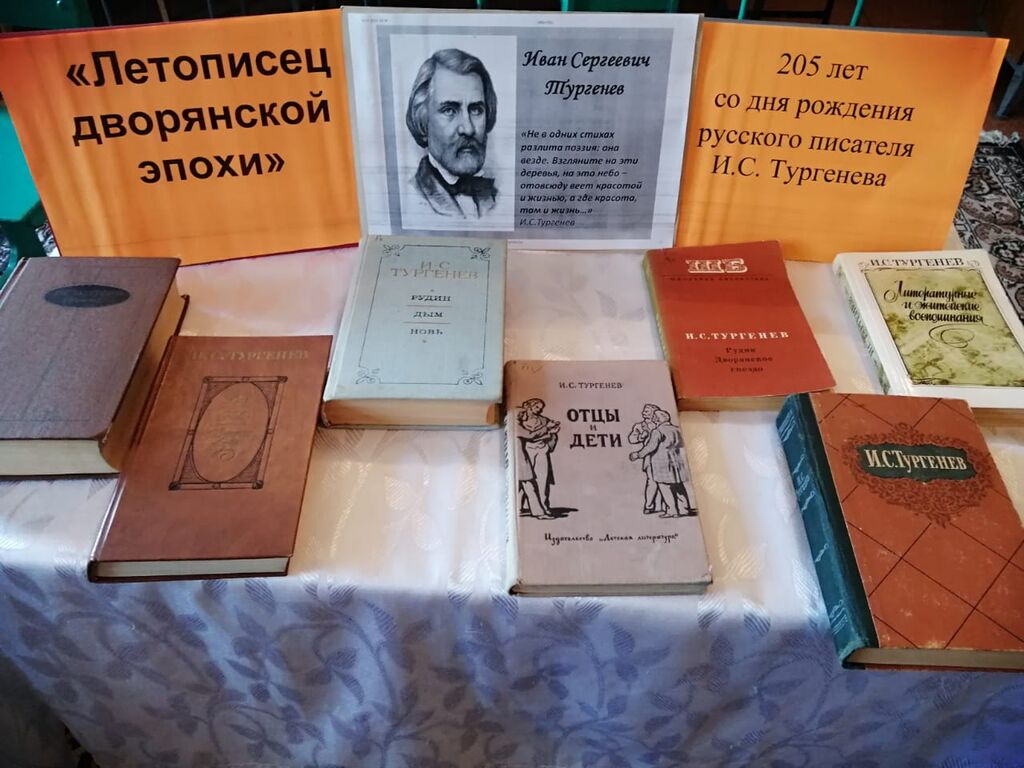 «Летописец
дворянской
эпохи»
Иван Сергеевич
Тургенев
«Не в одних стихах
разлита поэзия: она
везде. Взгляните на эти
деревья, на это небо –
отовсюду веет красотой
и жизнью, а где красота,
там и жизнь...»
И.С.Тургенев
205 лет
со дня рождения
русского писателя
И.С. Тургенева
И.С. ТУРГЕНЕВ
И·С
ТУРГЕНЕВ
РУДИН
ДЫМ
НОВЬ
И. С. ТУРГЕНЕВ
ОТЦЫ
и
ДЕТИ
Издательство „Детская литература"
ШБ
И.С.ТУРГЕНЕВ
Рудин
Дворянское
гнездо
И.С.ТУРГЕНЕВ
Литературные
и житейские
воспоминания
И.С.ТУРГЕНЕВ